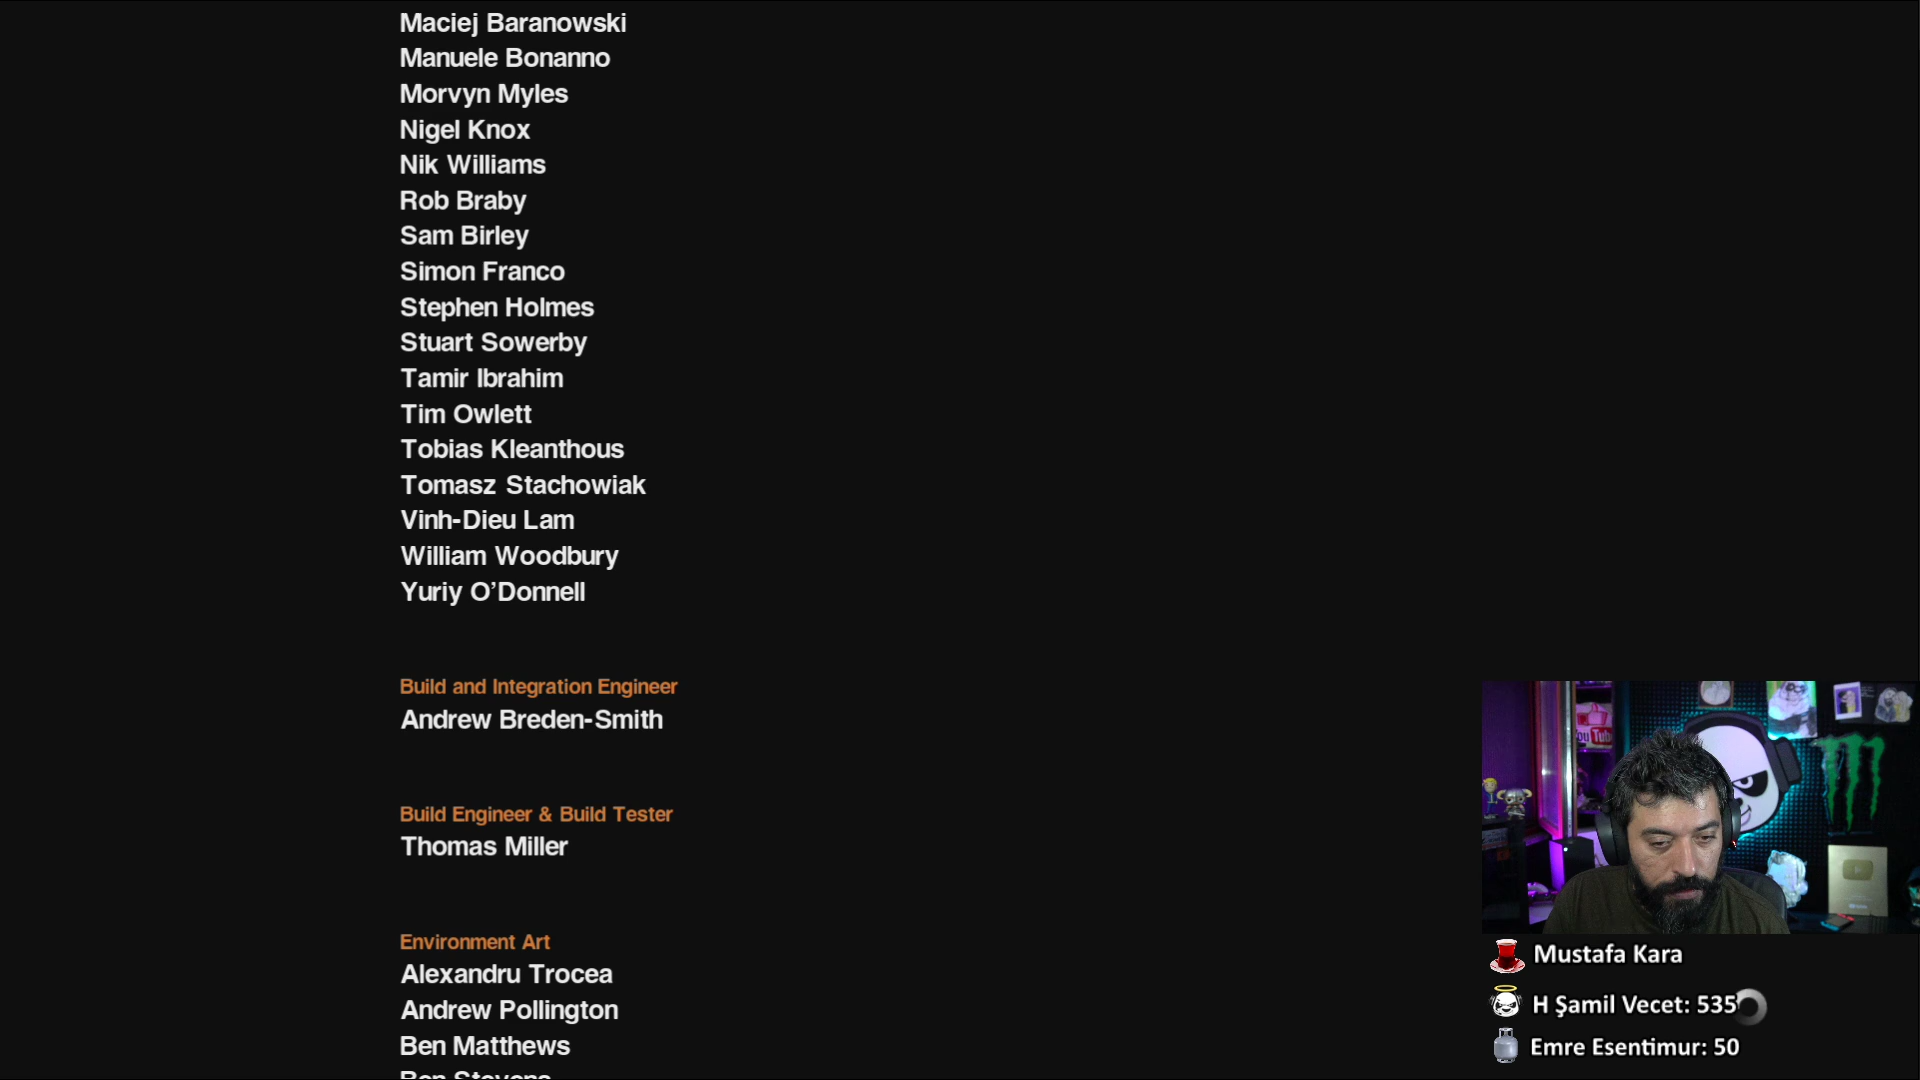 Maciej Baranowski
Manuele Bonanno
Morvyn Myles
Nigel Knox
Nik Williams
Rob Braby
Sam Birley
Simon Franco
Stephen Holmes
Stuart Sowerby
Tamir Ibrahim
Tim Owlett
Tobias Kleanthous
Tomasz Stachowiak
Vinh-Dieu Lam
William Woodbury
Yuriy O’Donnell
Build and Integration Engineer
Andrew Breden-Smith
Build Engineer & Build Tester
Thomas Miller
Environment Art
Alexandru Trocea
Andrew Pollington
Ben Matthews
Ben Stevens
Mustafa Kara
H Şamil Vecet: 535
Emre Esentimur: 50